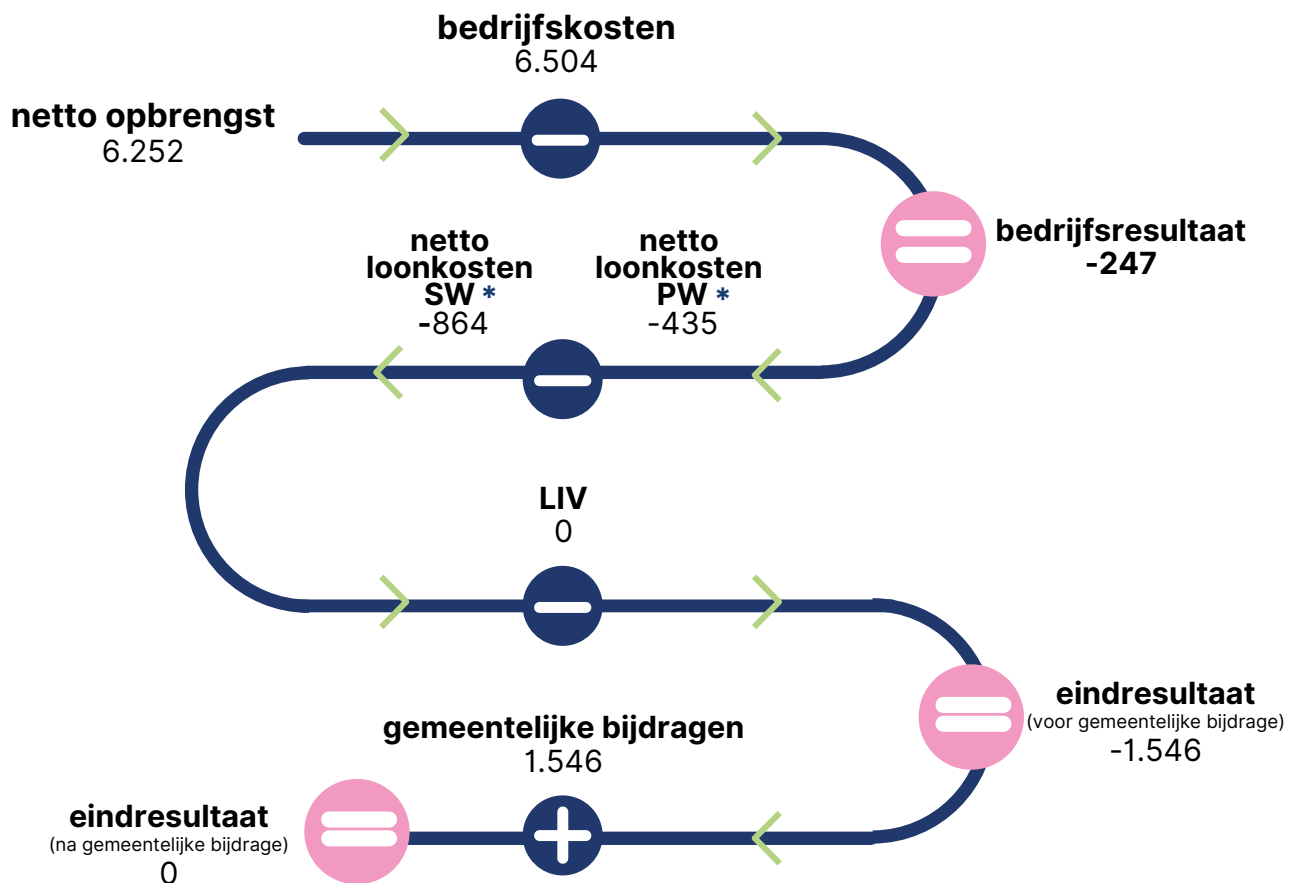 bedrijfskosten
6.504
netto opbrengst
6.252
bedrijfsresultaat
-247
netto
loonkosten
SW *
-864
netto
loonkosten
PW *
-435
LIV
0
eindresultaat
(voor gemeentelijke bijdrage)
-1.546
gemeentelijke bijdragen
1.546
eindresultaat
(na gemeentelijke bijdrage)
0